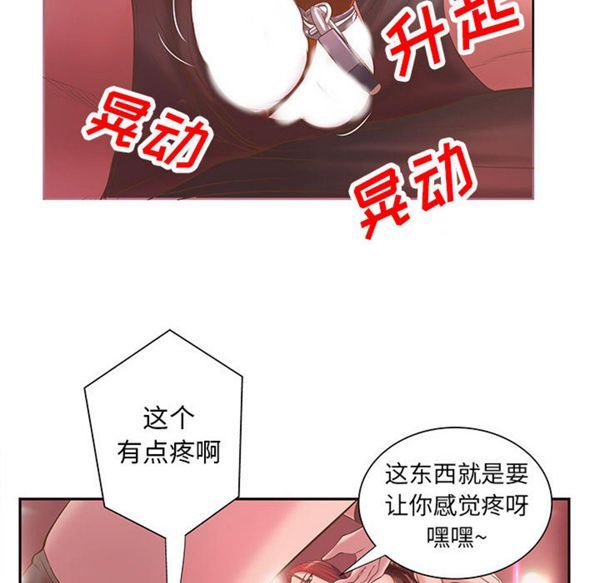 升起
晃动
晃动
这个
有点疼啊
这东西就是要
让你感觉疼呀
嘿嘿~